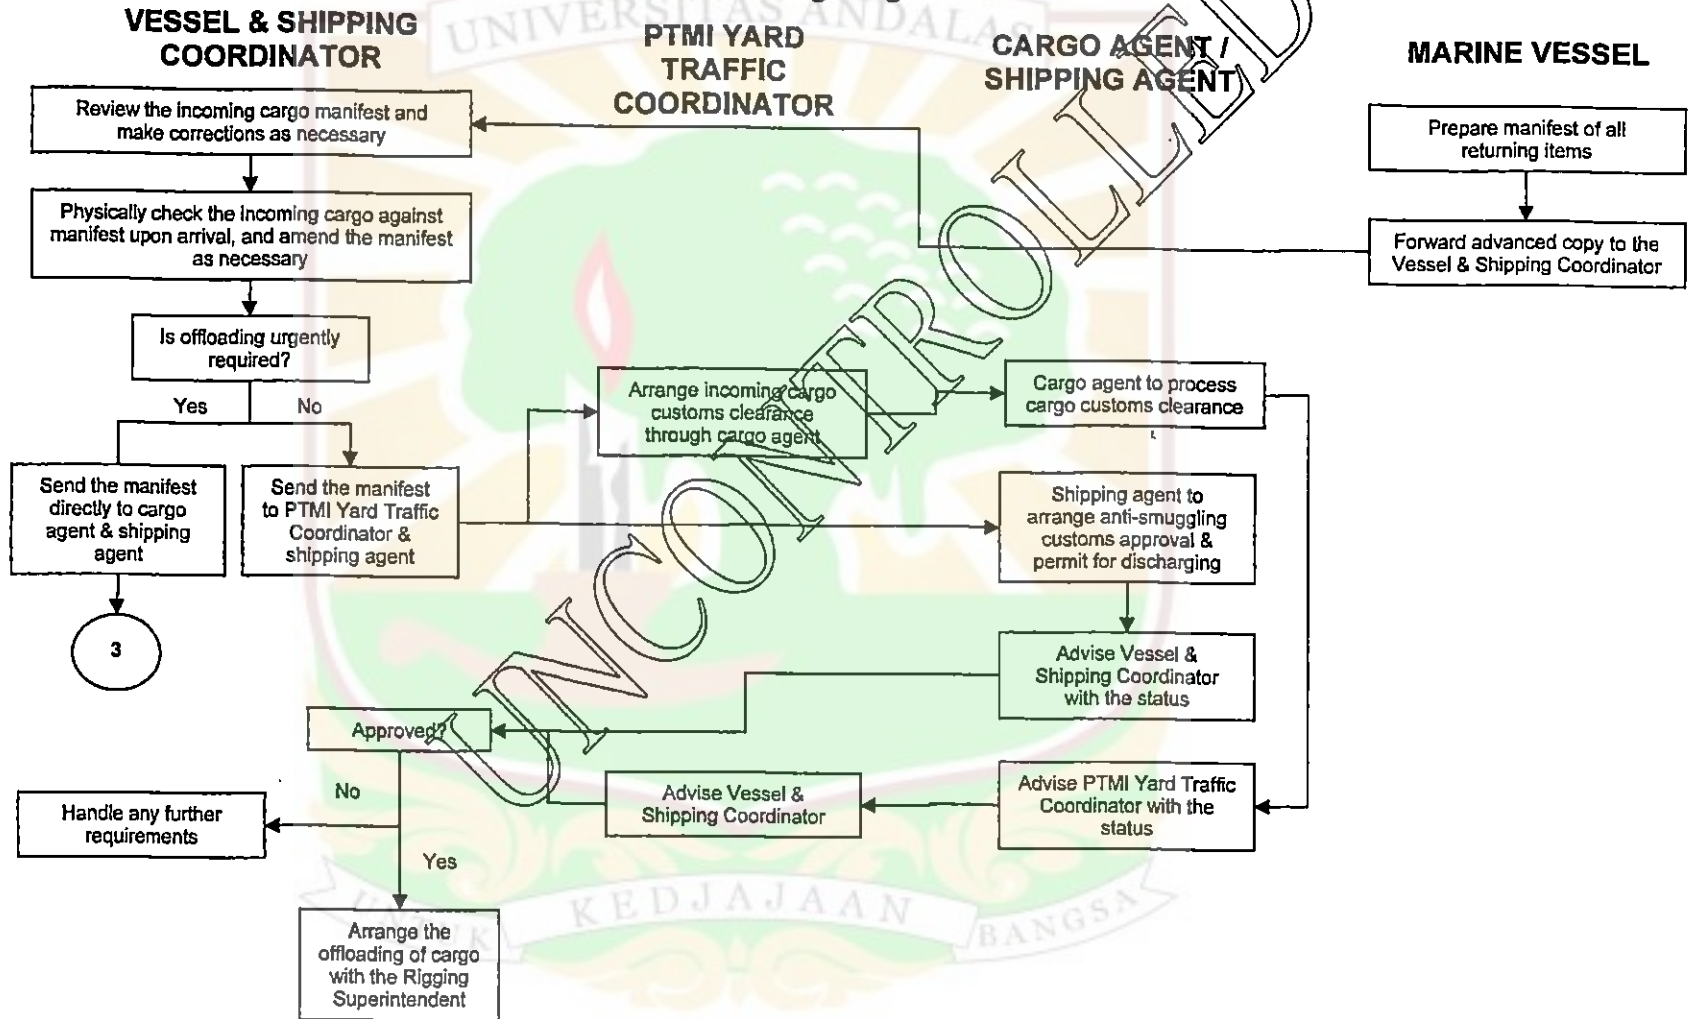 UNIVERSITAS ANDALAS
VESSEL & SHIPPING
COORDINATOR
PTMI YARD
TRAFFIC
COORDINATOR
CARGO AGENT /
SHIPPING AGENT
MARINE VESSEL
Review the incoming cargo manifest and
make corrections as necessary
Prepare manifest of all
returning items
Physically check the incoming cargo against
manifest upon arrival, and amend the manifest
as necessary
Forward advanced copy to the
Vessel & Shipping Coordinator
Is offloading urgently
required?
Yes
No
Arrange incoming cargo
customs clearance
through cargo agent
Cargo agent to process
cargo customs clearance
Send the manifest
directly to cargo
agent & shipping
agent
Send the manifest
to PTMI Yard Traffic
Coordinator &
shipping agent
Shipping agent to
arrange anti-smuggling
customs approval &
permit for discharging
3
Advise Vessel &
Shipping Coordinator
with the status
Approved?
No
Handle any further
requirements
Advise Vessel &
Shipping Coordinator
Advise PTMI Yard Traffic
Coordinator with the
status
Yes
Arrange the
offloading of cargo
with the Rigging
Superintendent
UNCONTROLLED
UNTUK KEDJAJAAN BANGSA